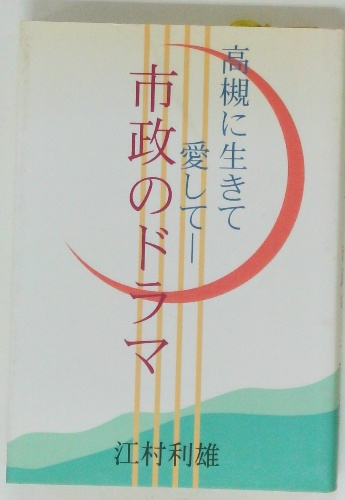 高槻に生きて
愛してー
市政のドラマ
江村利雄